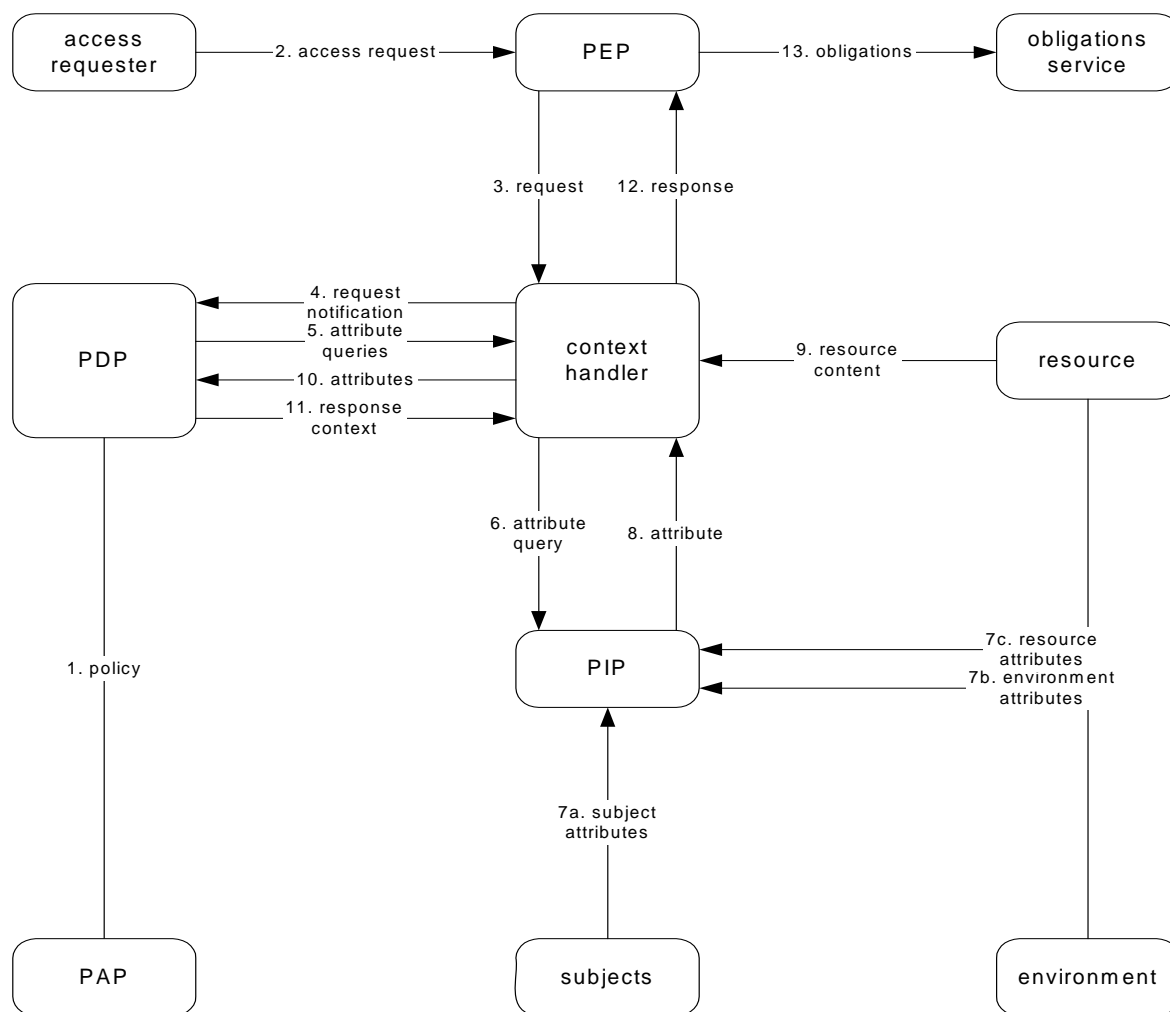 access
requester
2. access request
PEP
13. obligations
obligations
service
3. request
12. response
PDP
4. request
notification
5. attribute
queries
10. attributes
11. response
context
context
handler
9. resource
content
resource
6. attribute
query
8. attribute
1. policy
PIP
7c. resource
attributes
7b. environment
attributes
7a. subject
attributes
PAP
subjects
environment